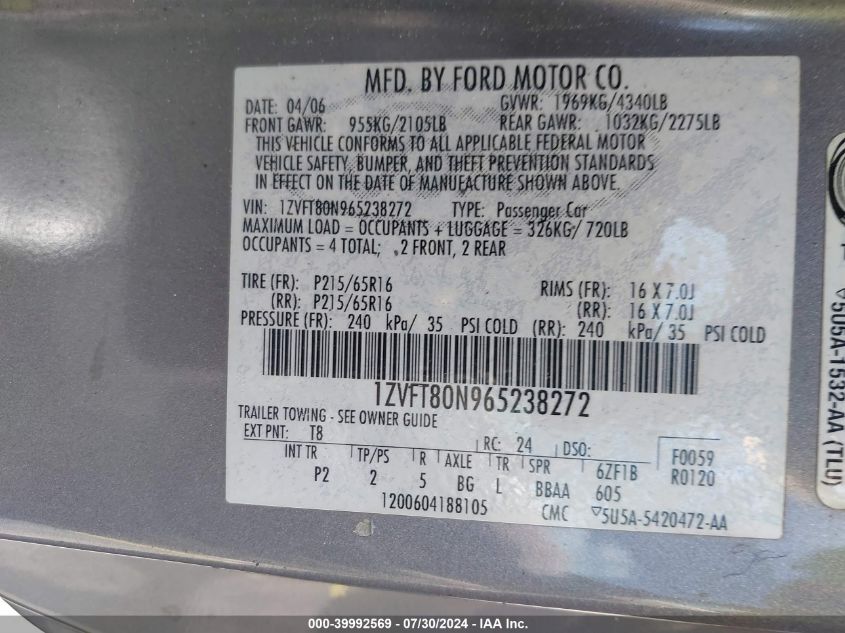 MFD. BY FORD MOTOR CO.
DATE: 04/06 GVWR: 1969KG/4340LB
FRONT GAWR: 955KG/2105LB REAR GAWR: 1032KG/2275LB
THIS VEHICLE CONFORMS TO ALL APPLICABLE FEDERAL MOTOR
VEHICLE SAFETY, BUMPER, AND THEFT PREVENTION STANDARDS
IN EFFECT ON THE DATE OF MANUFACTURE SHOWN ABOVE.
VIN: 1ZVFT80N965238272 TYPE: Passenger Car
MAXIMUM LOAD = OCCUPANTS + LUGGAGE = 326KG/ 720LB
OCCUPANTS = 4 TOTAL; 2 FRONT, 2 REAR
TIRE (FR): P215/65R16 RIMS (FR): 16 X 7.0J
(RR): P215/65R16 (RR): 16 X 7.0J
PRESSURE (FR): 240 kPa/ 35 PSI COLD (RR): 240 kPa/ 35 PSI COLD
1ZVFT80N965238272
TRAILER TOWING - SEE OWNER GUIDE
EXT PNT: T8 RC: 24 DSO: F0059
INT TR TP/PS R AXLE TR SPR 6ZF1B R0120
P2 2 5 BG L BBAA 605
1200604188105 CMC ▽5U5A-5420472-AA
▽5U5A-1532-AA (TLU)
000-39992569 - 07/30/2024 - IAA Inc.